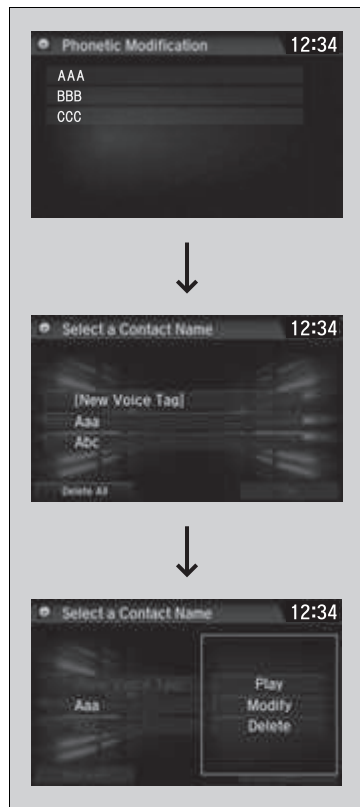 Phonetic Modification 12:34
AAA
BBB
CCC
Select a Contact Name 12:34
[New Voice Tag]
Aaa
Abc
Delete All
Select a Contact Name 12:34
Aaa
Play
Modify
Delete